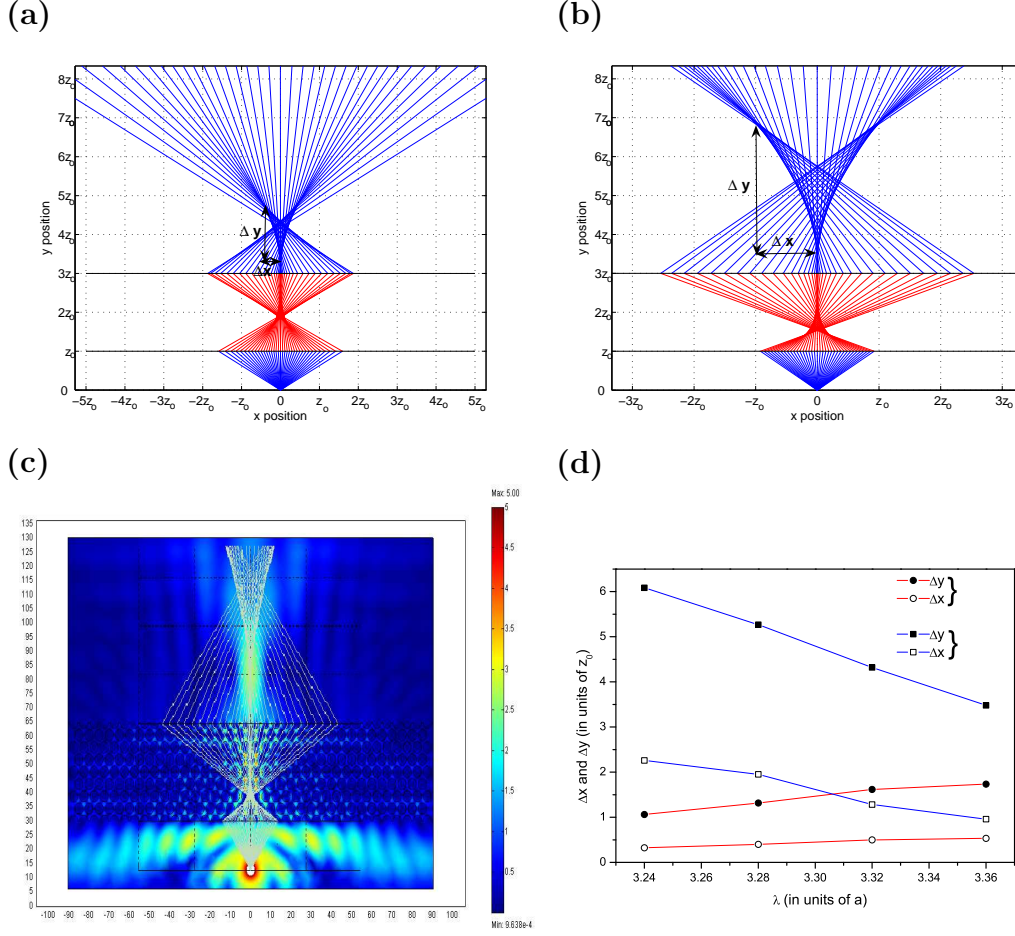 (a)
(b)
8z₀
7z₀
6z₀
5z₀
4z₀
3z₀
2z₀
z₀
0
y position
Δ y
Δx
−5z₀ −4z₀ −3z₀ −2z₀ −z₀ 0 z₀ 2z₀ 3z₀ 4z₀ 5z₀
x position
8z₀
7z₀
6z₀
5z₀
4z₀
3z₀
2z₀
z₀
0
y position
Δ y
Δ x
−3z₀ −2z₀ −z₀ 0 z₀ 2z₀ 3z₀
x position
(c)
(d)
Max: 5.00
135
130
125
120
115
110
105
100
95
90
85
80
75
70
65
60
55
50
45
40
35
30
25
20
15
10
5
0
-100 -90 -80 -70 -60 -50 -40 -30 -20 -10 0 10 20 30 40 50 60 70 80 90 100
5
4.5
4
3.5
3
2.5
2
1.5
1
0.5
Min: 9.638e-4
6
5
4
3
2
1
0
Δx and Δy (in units of z₀)
Δy }
Δx
Δy }
Δx
3.24 3.26 3.28 3.30 3.32 3.34 3.36
λ (in units of a)